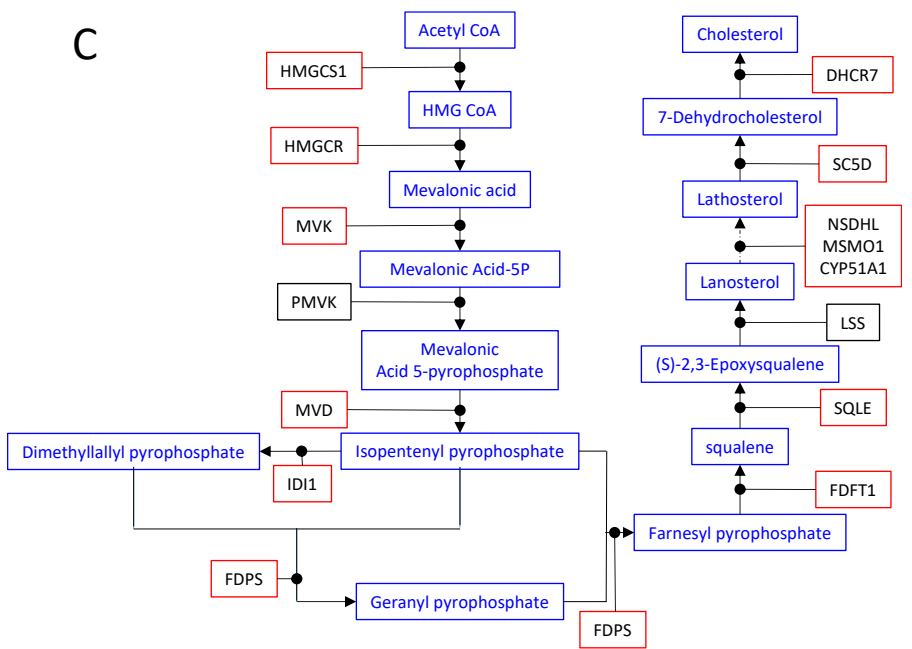 C
Acetyl CoA
HMGCS1
HMG CoA
HMGCR
Mevalonic acid
MVK
Mevalonic Acid-5P
PMVK
Mevalonic
Acid 5-pyrophosphate
MVD
Dimethyllallyl pyrophosphate
Isopentenyl pyrophosphate
IDI1
FDPS
Geranyl pyrophosphate
FDPS
Cholesterol
DHCR7
7-Dehydrocholesterol
SC5D
Lathosterol
NSDHL
MSMO1
CYP51A1
Lanosterol
LSS
(S)-2,3-Epoxysqualene
SQLE
squalene
FDFT1
Farnesyl pyrophosphate